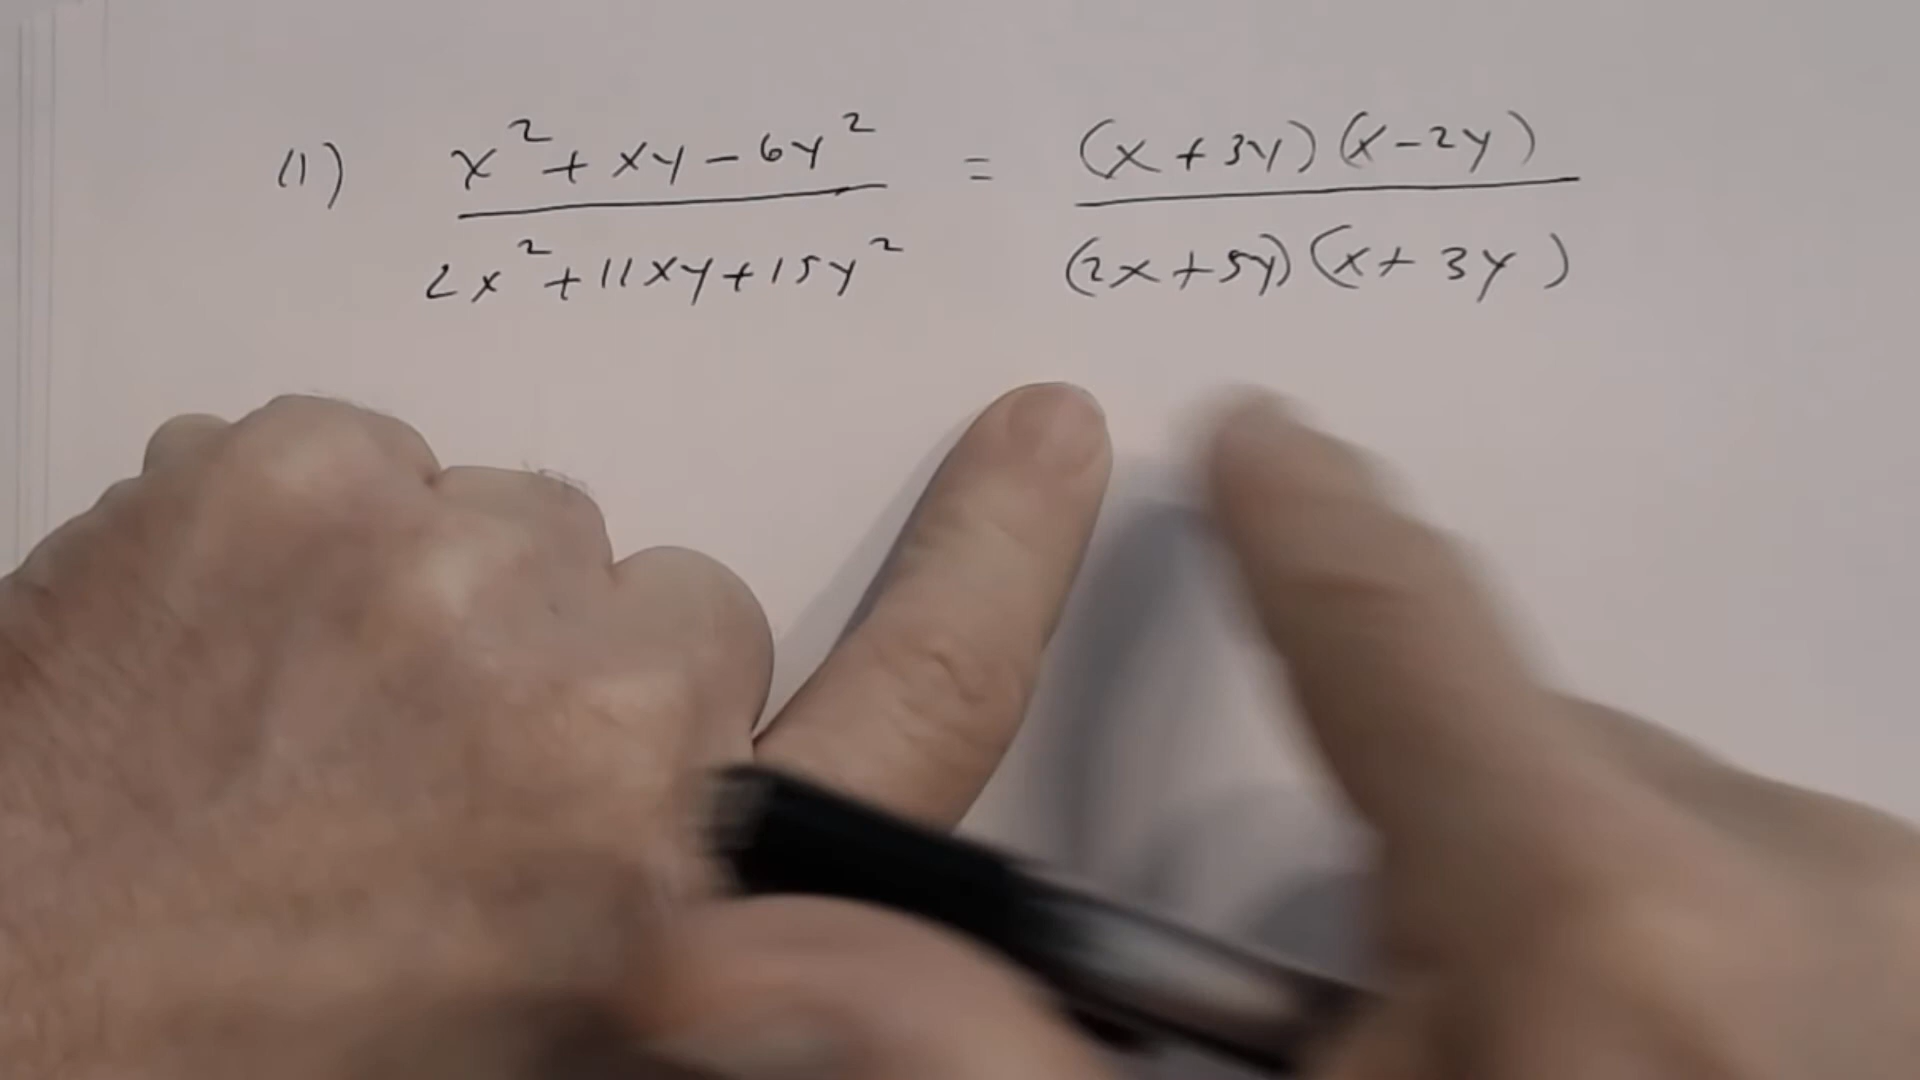 (1) x²+xy-6y² = (x+3y)(x-2y)
2x²+11xy+15y² (2x+5y)(x+3y)